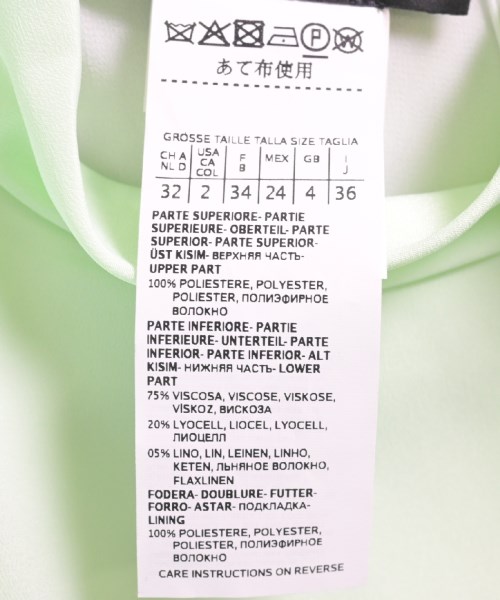 あて布使用
GRÖSSE TAILLE TALLA SIZE TAGLIA
CH A NL D USA CA COL F B MEX GB I J
32 2 34 24 4 36
PARTE SUPERIORE- PARTIE
SUPERIEURE- OBERTEIL- PARTE
SUPERIOR- PARTE SUPERIOR-
ÜST KISIM- ВЕРХНЯЯ ЧАСТЬ-
UPPER PART
100% POLIESTERE, POLYESTER,
POLIESTER, ПОЛИЭФИРНОЕ
ВОЛОКНО
PARTE INFERIORE- PARTIE
INFERIEURE- UNTERTEIL- PARTE
INFERIOR- PARTE INFERIOR- ALT
KISIM- НИЖНЯЯ ЧАСТЬ- LOWER
PART
75% VISCOSA, VISCOSE, VISKOSE,
VİSKOZ, ВИСКОЗА
20% LYOCELL, LIOCEL, LYOCELL,
ЛИОЦЕЛЛ
05% LINO, LIN, LEINEN, LINHO,
KETEN, ЛЬНЯНОЕ ВОЛОКНО,
FLAXLINEN
FODERA- DOUBLURE- FUTTER-
FORRO- ASTAR- ПОДКЛАДКА-
LINING
100% POLIESTERE, POLYESTER,
POLIESTER, ПОЛИЭФИРНОЕ
ВОЛОКНО
CARE INSTRUCTIONS ON REVERSE